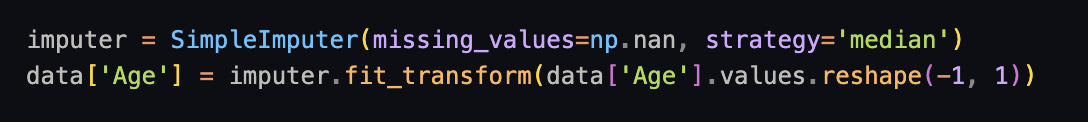 imputer = SimpleImputer(missing_values=np.nan, strategy='median')
data['Age'] = imputer.fit_transform(data['Age'].values.reshape(-1, 1))